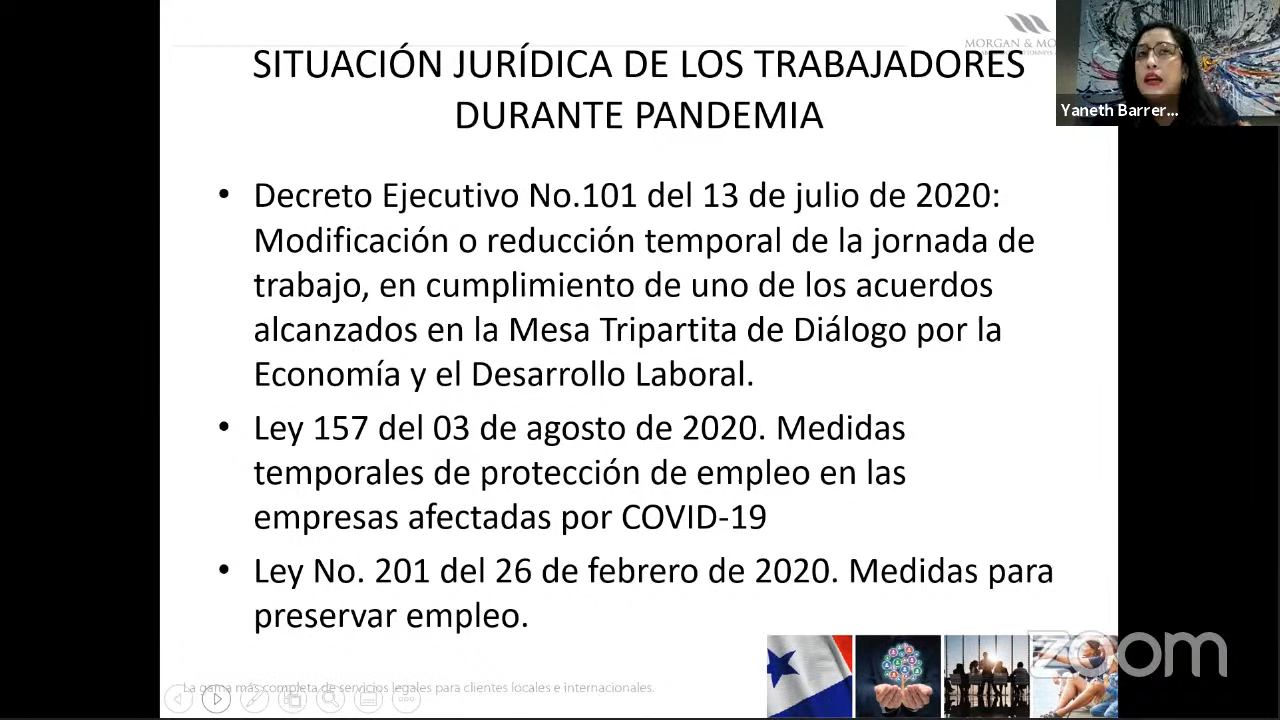 MORGAN & MO
SITUACIÓN JURÍDICA DE LOS TRABAJADORES
DURANTE PANDEMIA
Yaneth Barrer...
• Decreto Ejecutivo No.101 del 13 de julio de 2020:
Modificación o reducción temporal de la jornada de
trabajo, en cumplimiento de uno de los acuerdos
alcanzados en la Mesa Tripartita de Diálogo por la
Economía y el Desarrollo Laboral.
• Ley 157 del 03 de agosto de 2020. Medidas
temporales de protección de empleo en las
empresas afectadas por COVID-19
• Ley No. 201 del 26 de febrero de 2020. Medidas para
preservar empleo.
zoom
La gama más completa de servicios legales para clientes locales e internacionales.